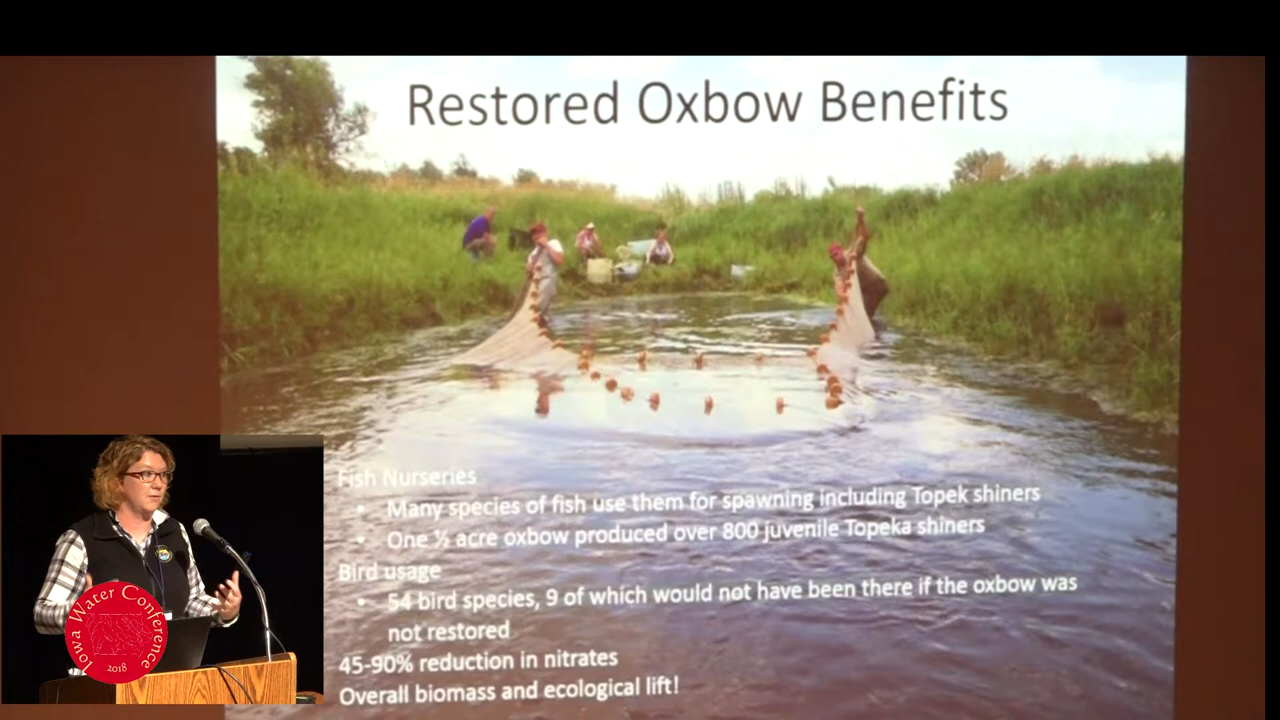 Restored Oxbow Benefits
Fish Nurseries
• Many species of fish use them for spawning including Topek shiners
• One ½ acre oxbow produced over 800 juvenile Topeka shiners
Bird usage
• 54 bird species, 9 of which would not have been there if the oxbow was
not restored
45-90% reduction in nitrates
Overall biomass and ecological lift!
Iowa Water Conference
2018